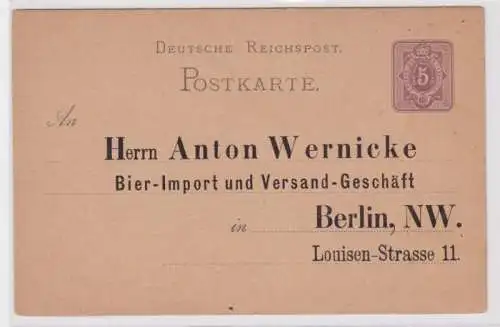 DEUTSCHE REICHSPOST.
POSTKARTE.
5
An
Herrn Anton Wernicke
Bier-Import und Versand-Geschäft
in Berlin, NW.
Louisen-Strasse 11.